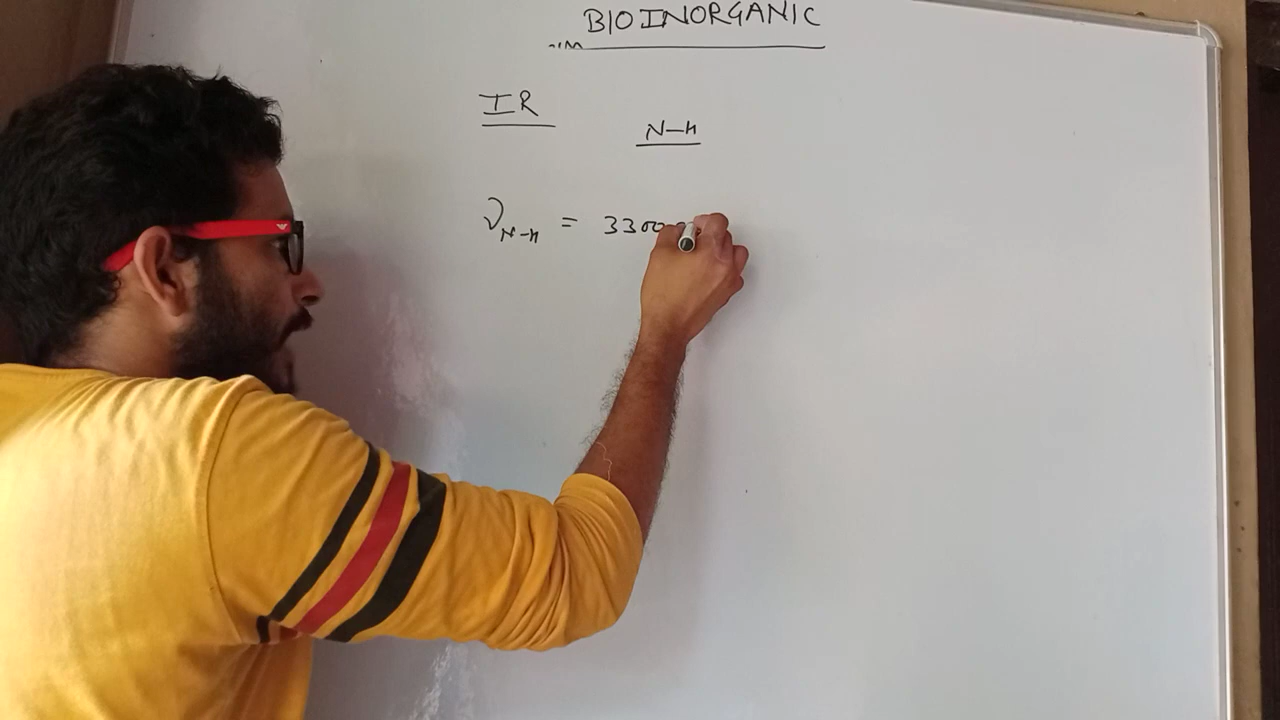 BIOINORGANIC
IR
N-H
ν N-H = 3300